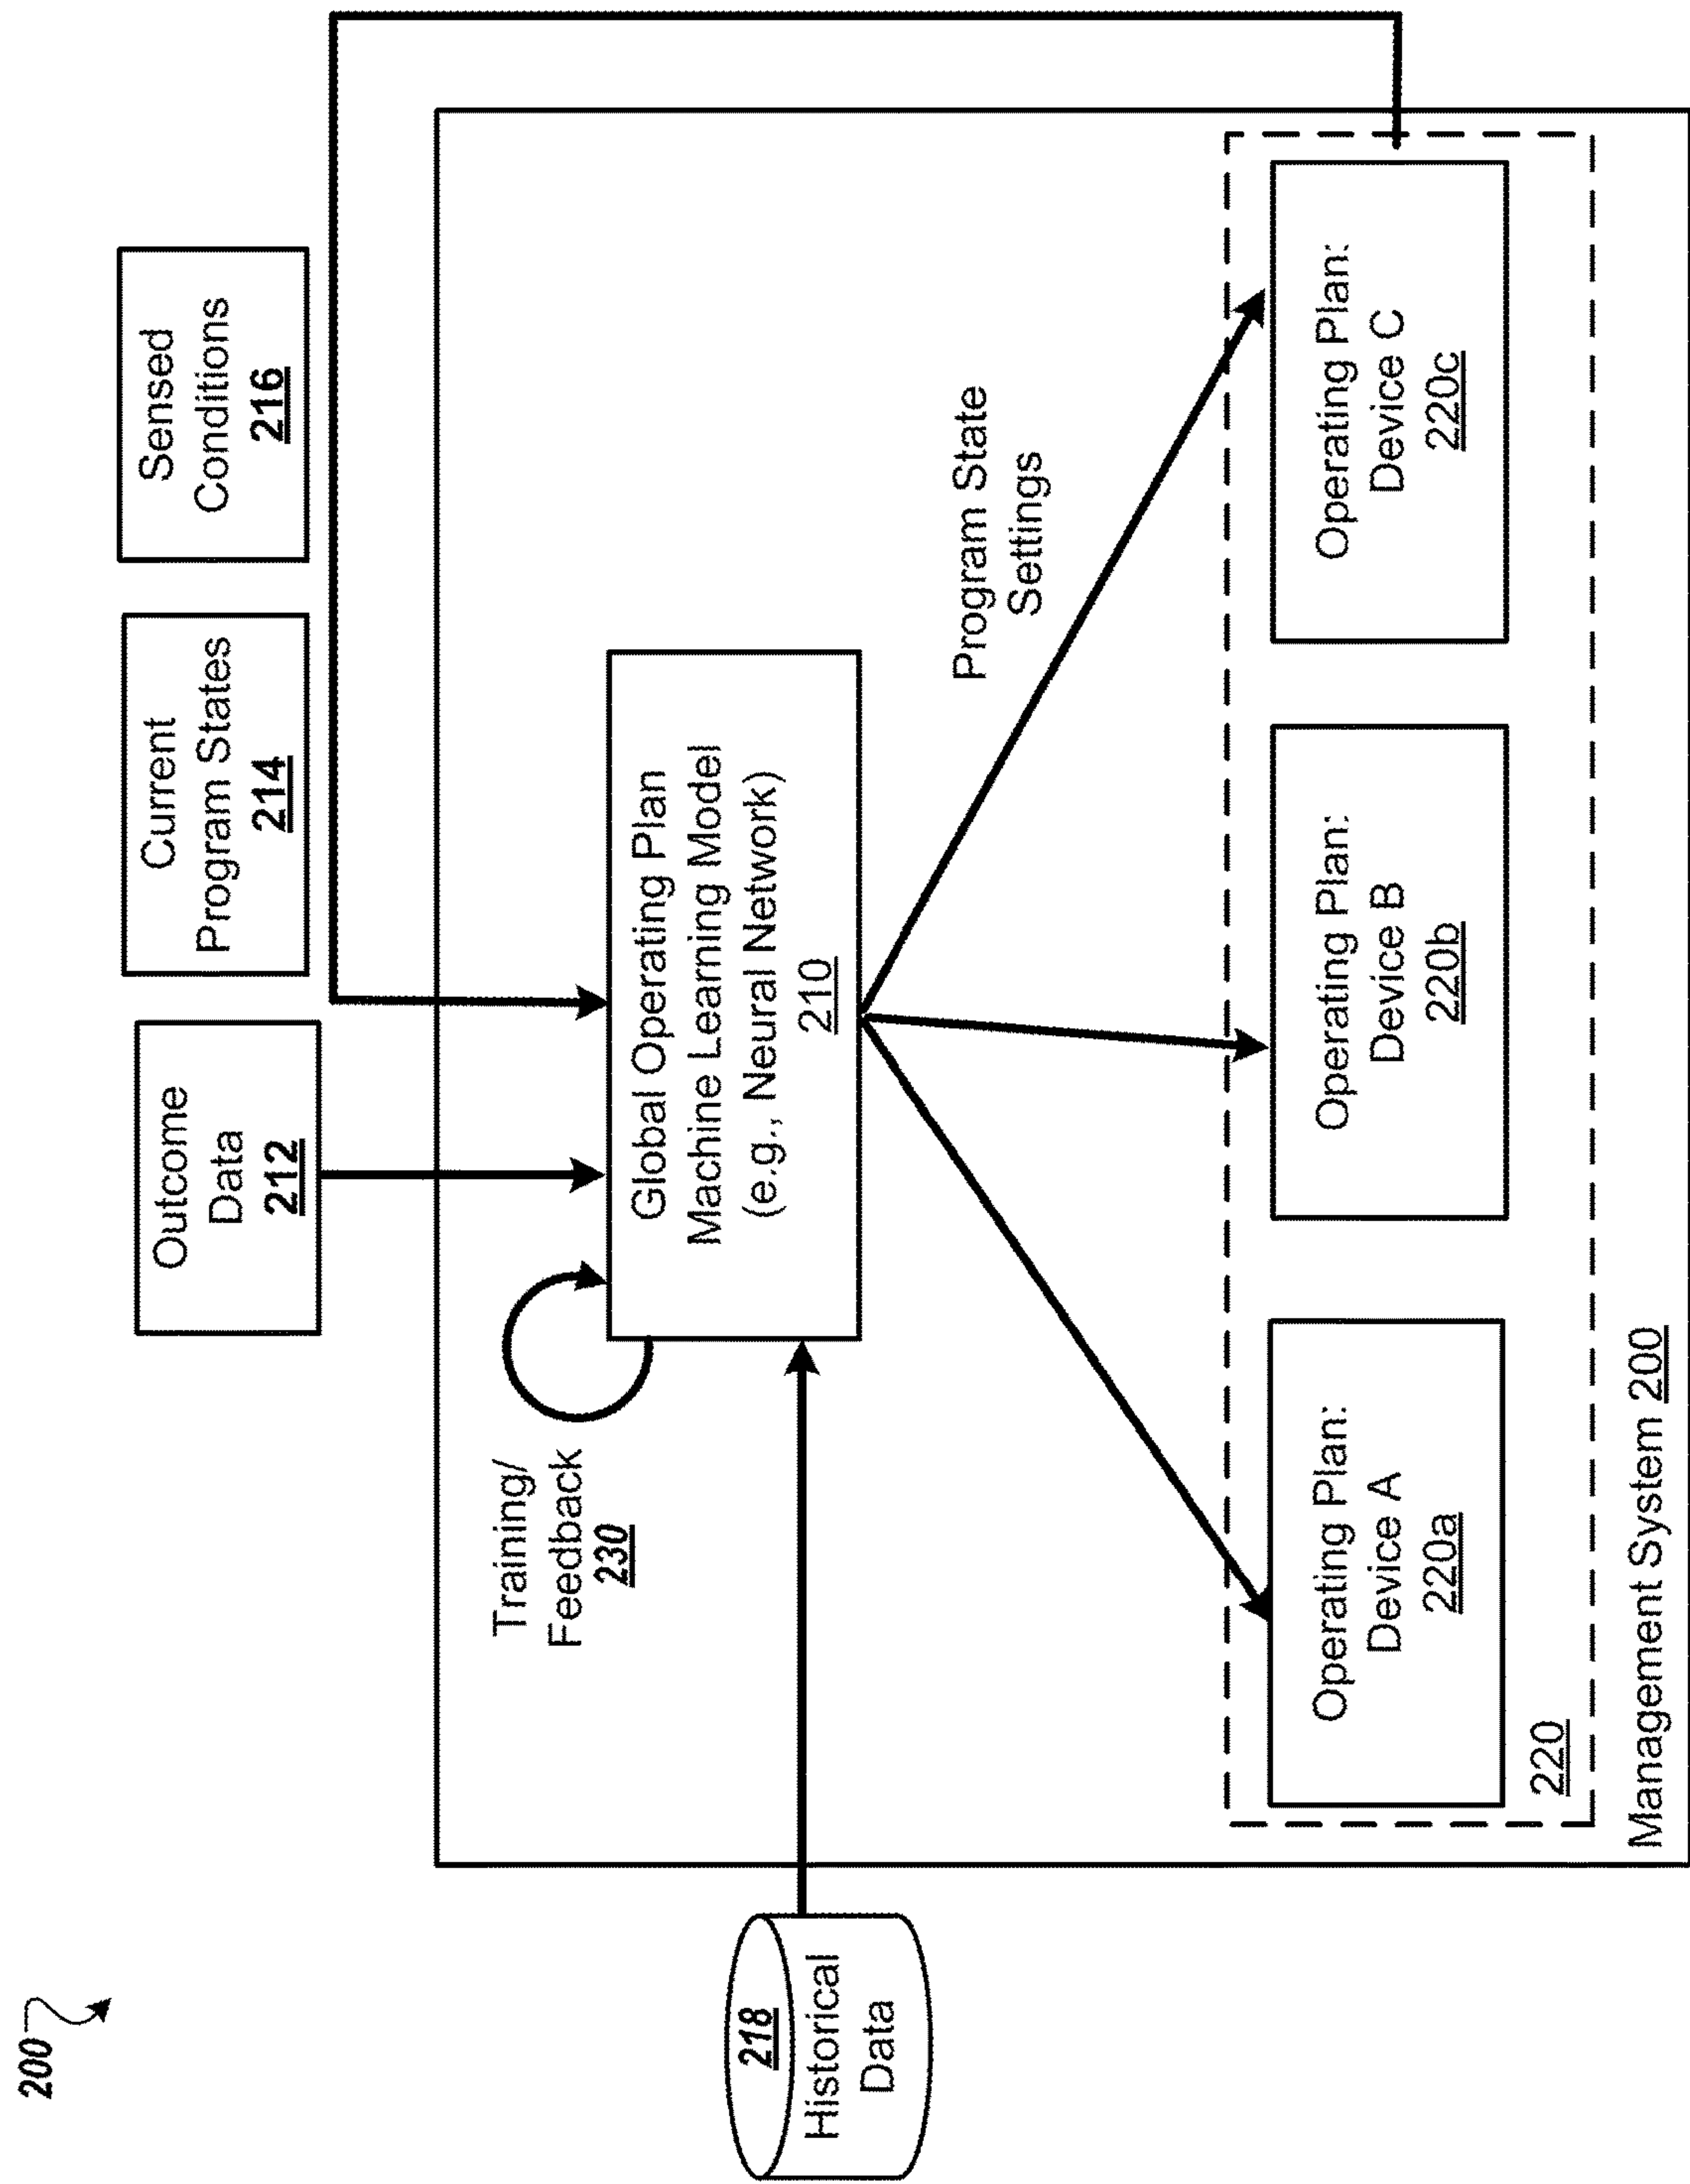 200
Outcome
Data
212
Current
Program States
214
Sensed
Conditions
216
Training/
Feedback
230
Global Operating Plan
Machine Learning Model
(e.g., Neural Network)
210
218
Historical
Data
Program State
Settings
Operating Plan:
Device A
220a
Operating Plan:
Device B
220b
Operating Plan:
Device C
220c
220
Management System 200